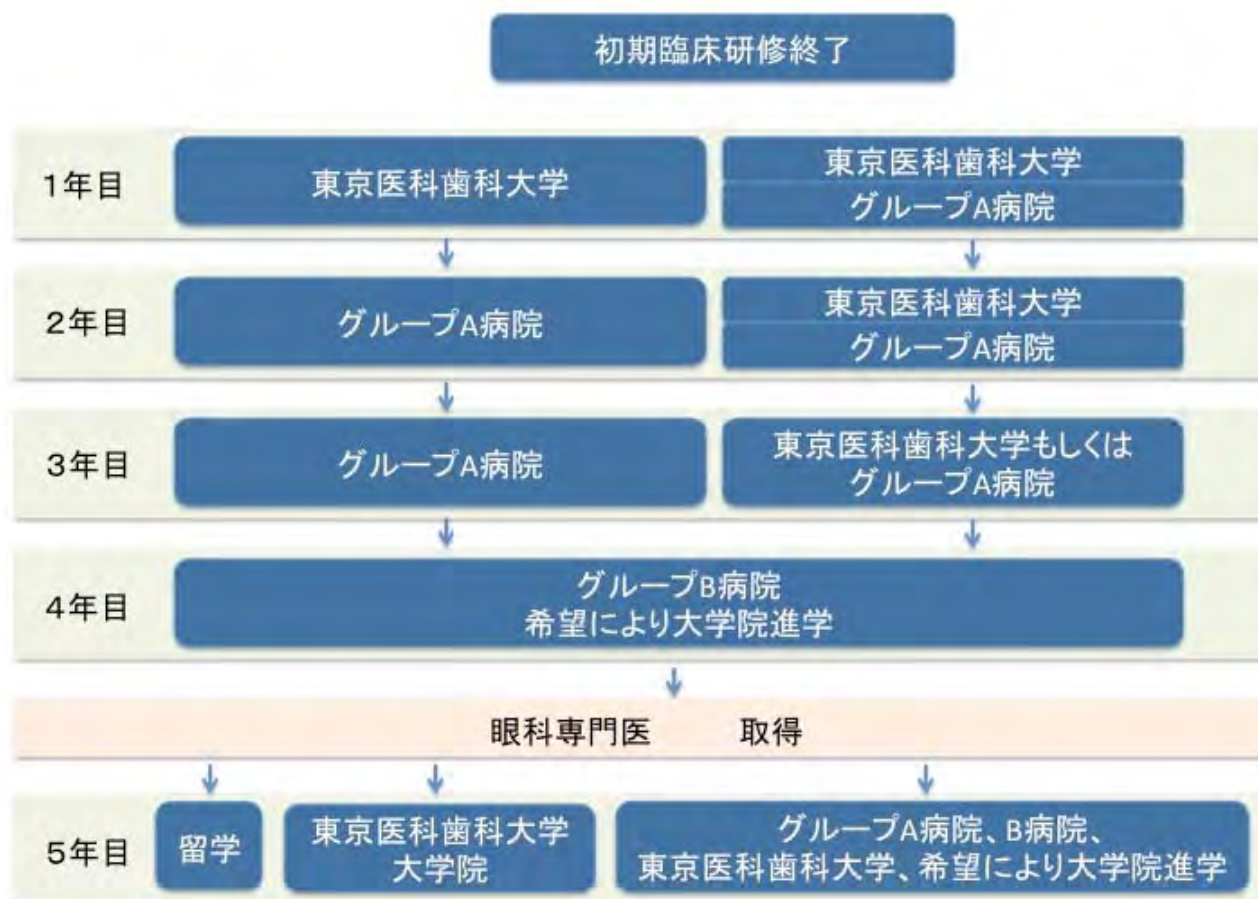 初期臨床研修終了
1年目
東京医科歯科大学
東京医科歯科大学
グループA病院
2年目
グループA病院
東京医科歯科大学
グループA病院
3年目
グループA病院
東京医科歯科大学もしくは
グループA病院
4年目
グループB病院
希望により大学院進学
眼科専門医 取得
5年目
留学
東京医科歯科大学
大学院
グループA病院、B病院、
東京医科歯科大学、希望により大学院進学